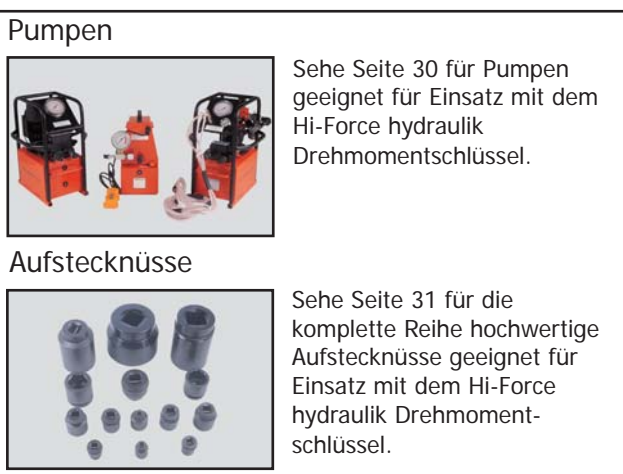 Pumpen
Sehe Seite 30 für Pumpen
geeignet für Einsatz mit dem
Hi-Force hydraulik
Drehmomentschlüssel.
Aufstecknüsse
Sehe Seite 31 für die
komplette Reihe hochwertige
Aufstecknüsse geeignet für
Einsatz mit dem Hi-Force
hydraulik Drehmoment-
schlüssel.